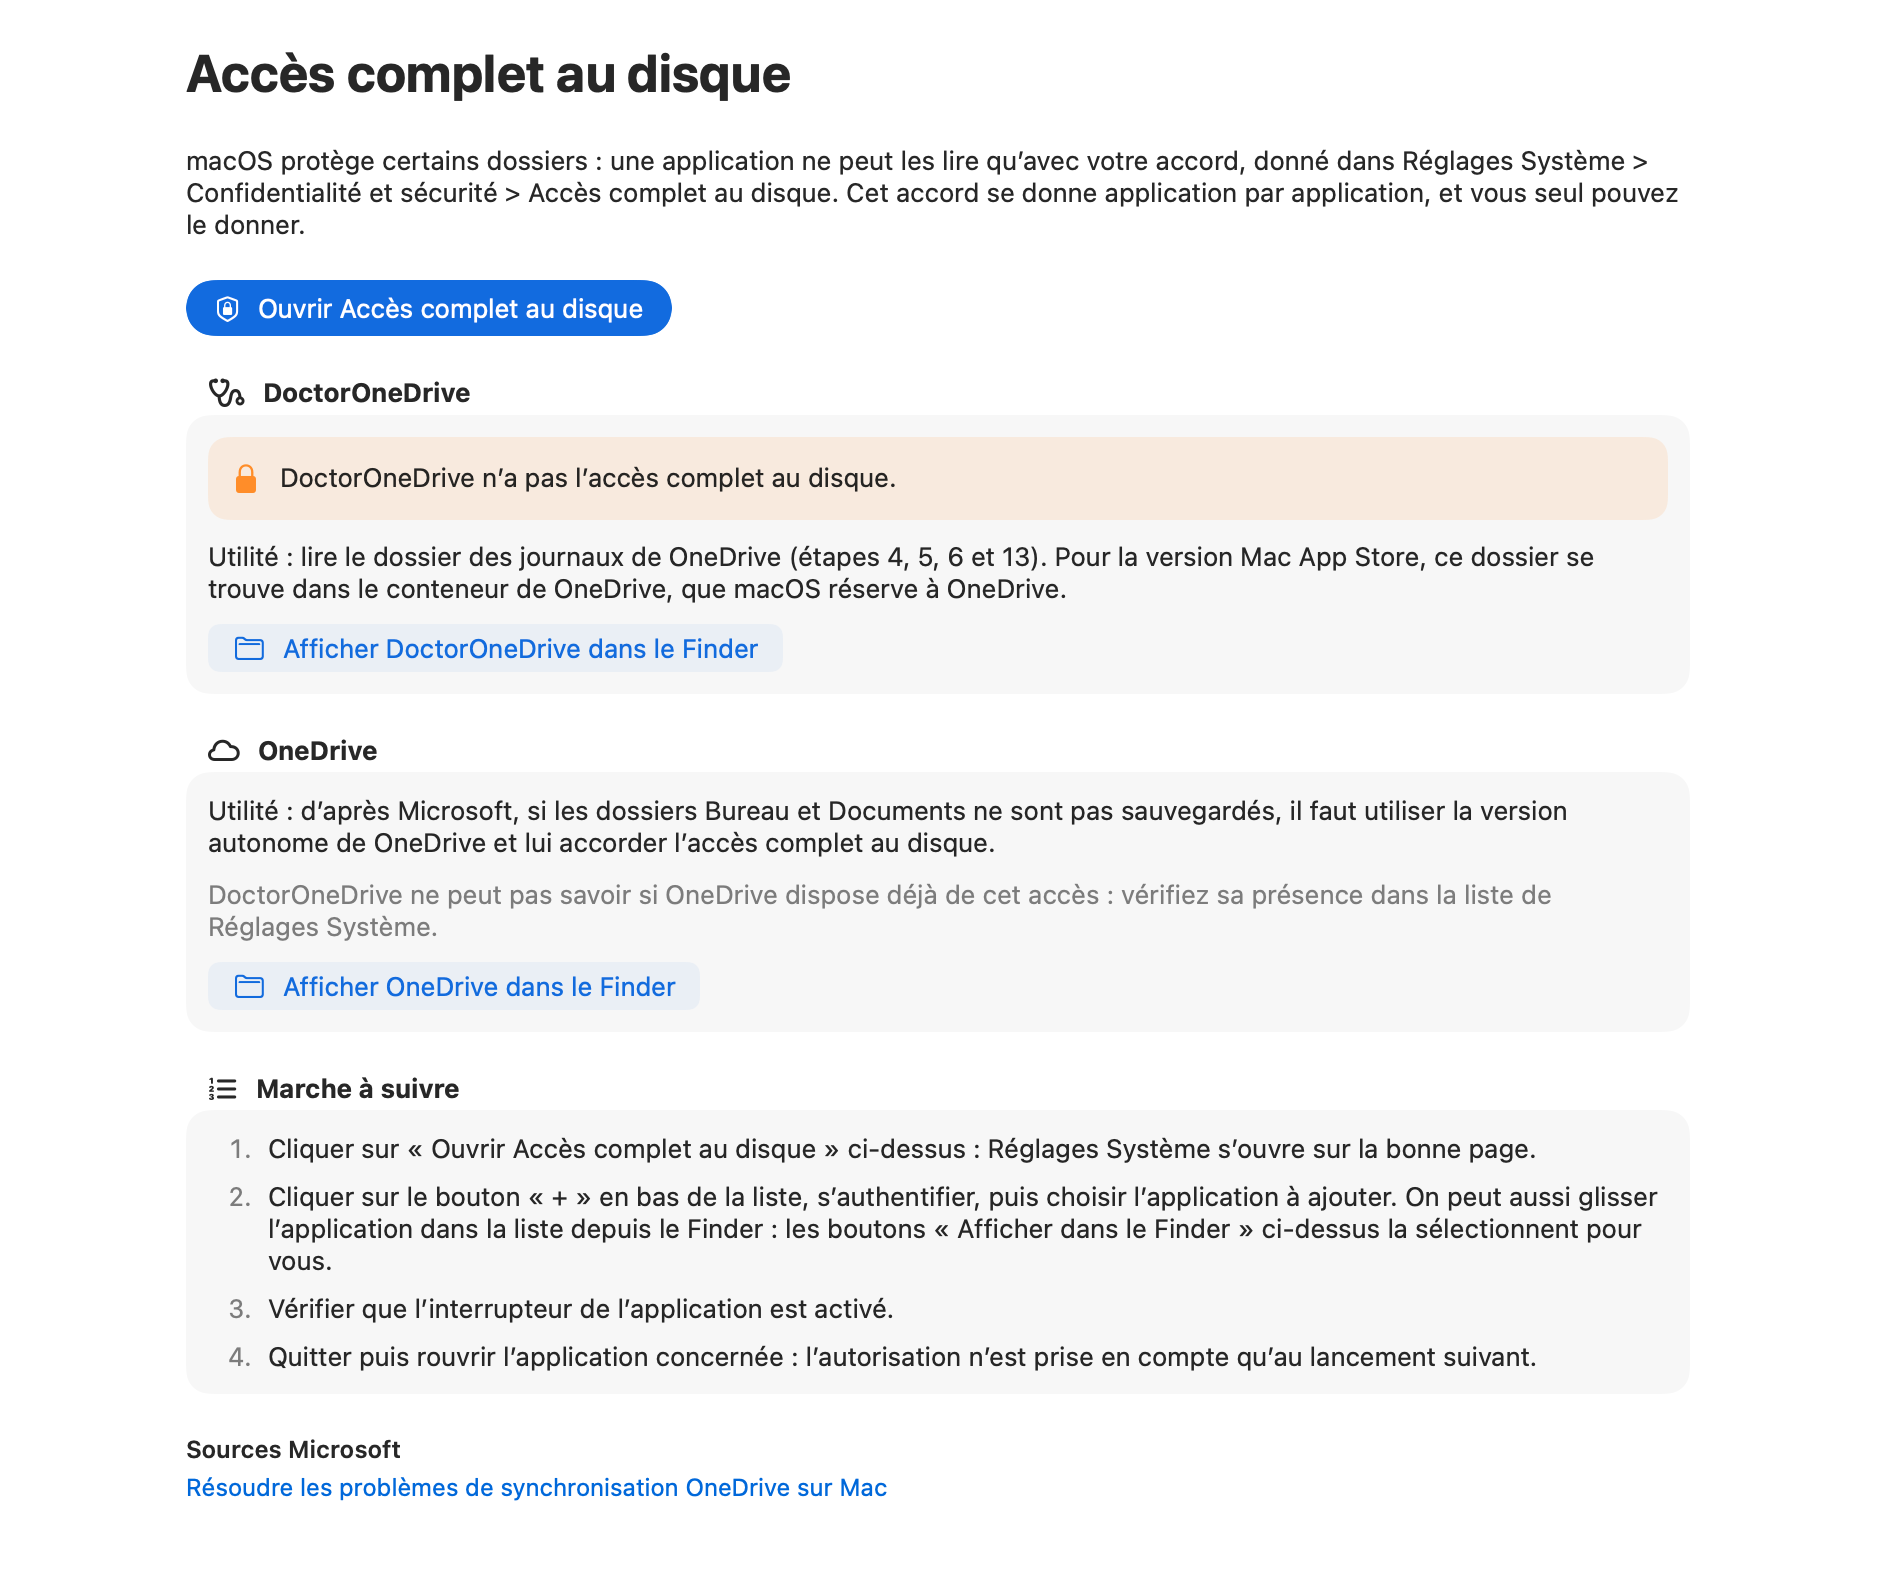 Accès complet au disque
macOS protège certains dossiers : une application ne peut les lire qu’avec votre accord, donné dans Réglages Système >
Confidentialité et sécurité > Accès complet au disque. Cet accord se donne application par application, et vous seul pouvez
le donner.
Ouvrir Accès complet au disque
DoctorOneDrive
DoctorOneDrive n’a pas l’accès complet au disque.
Utilité : lire le dossier des journaux de OneDrive (étapes 4, 5, 6 et 13). Pour la version Mac App Store, ce dossier se
trouve dans le conteneur de OneDrive, que macOS réserve à OneDrive.
Afficher DoctorOneDrive dans le Finder
OneDrive
Utilité : d’après Microsoft, si les dossiers Bureau et Documents ne sont pas sauvegardés, il faut utiliser la version
autonome de OneDrive et lui accorder l’accès complet au disque.
DoctorOneDrive ne peut pas savoir si OneDrive dispose déjà de cet accès : vérifiez sa présence dans la liste de
Réglages Système.
Afficher OneDrive dans le Finder
Marche à suivre
1. Cliquer sur « Ouvrir Accès complet au disque » ci-dessus : Réglages Système s’ouvre sur la bonne page.
2. Cliquer sur le bouton « + » en bas de la liste, s’authentifier, puis choisir l’application à ajouter. On peut aussi glisser
l’application dans la liste depuis le Finder : les boutons « Afficher dans le Finder » ci-dessus la sélectionnent pour
vous.
3. Vérifier que l’interrupteur de l’application est activé.
4. Quitter puis rouvrir l’application concernée : l’autorisation n’est prise en compte qu’au lancement suivant.
Sources Microsoft
Résoudre les problèmes de synchronisation OneDrive sur Mac